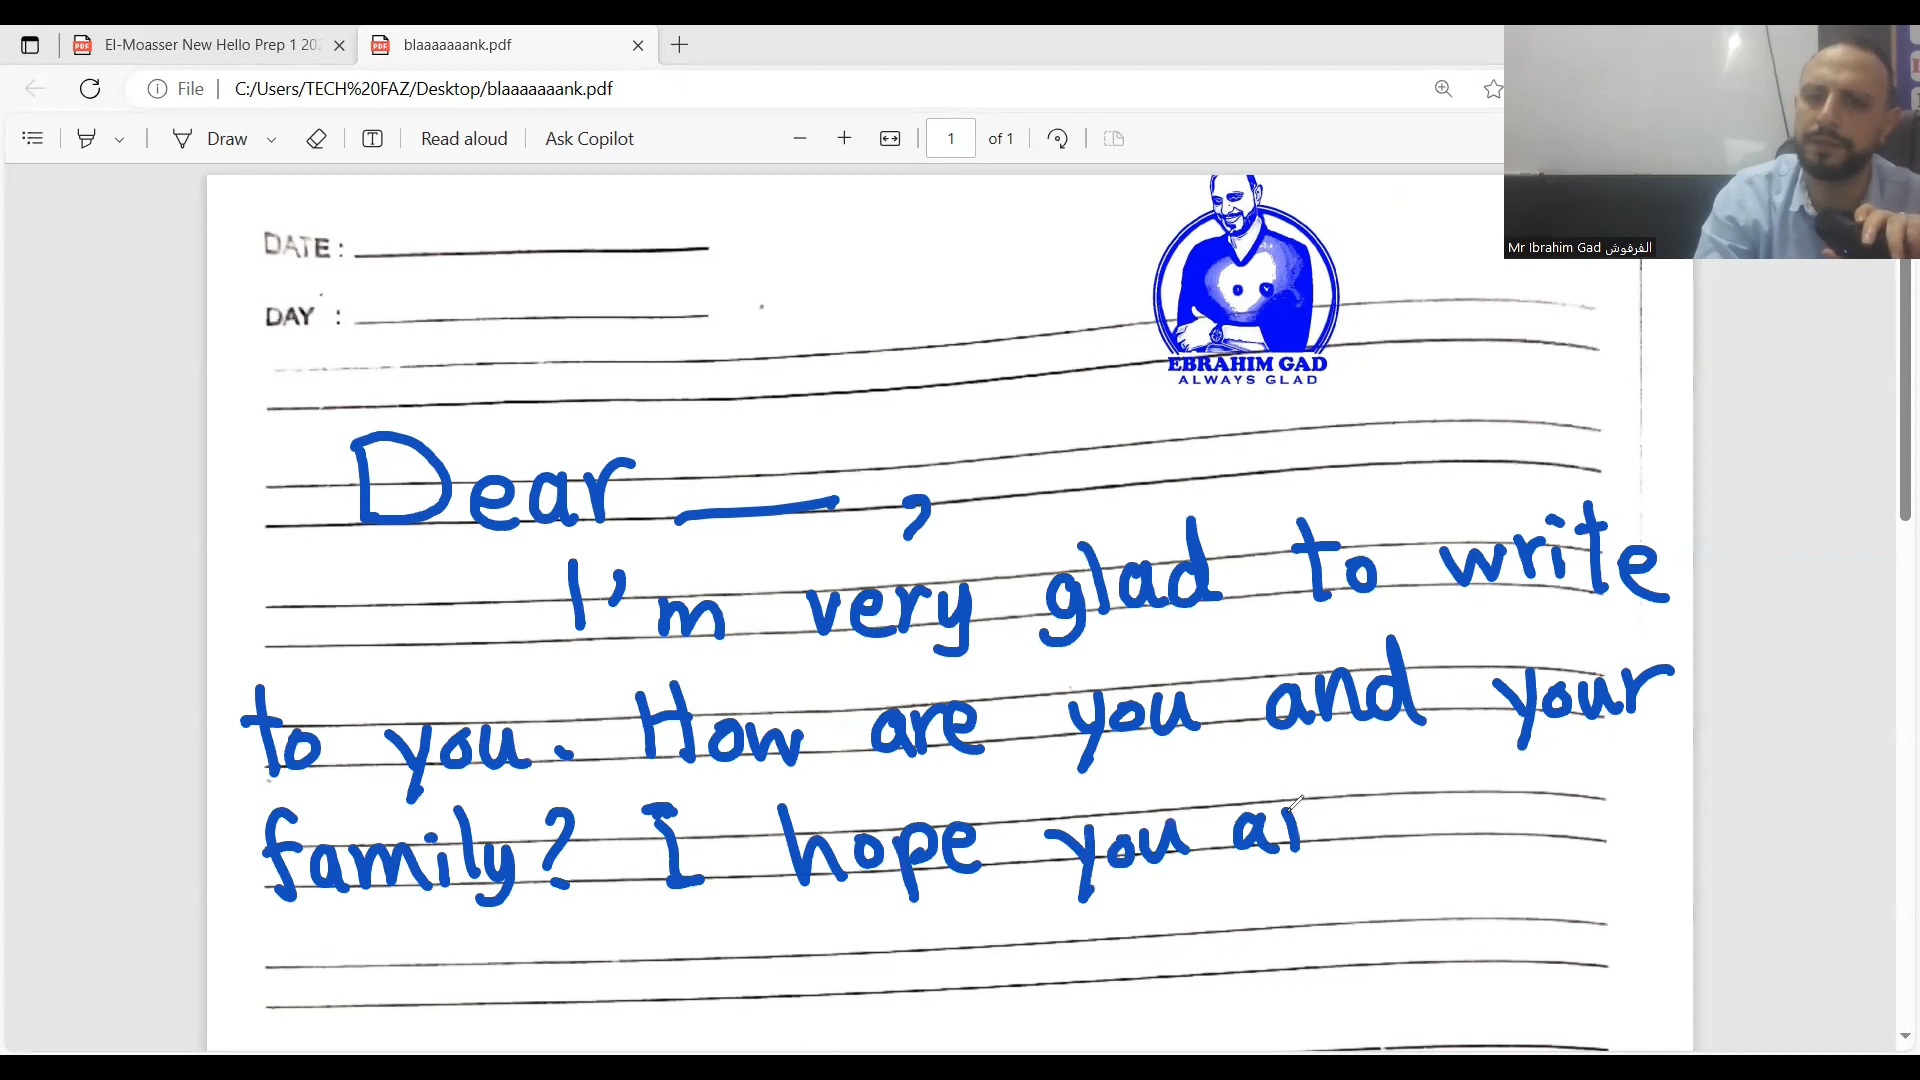 El-Moasser New Hello Prep 1 202
blaaaaaaank.pdf
File
C:/Users/TECH%20FAZ/Desktop/blaaaaaaank.pdf
Draw
Read aloud
Ask Copilot
1
of 1
Mr Ibrahim Gad الفرفوش
DATE :
DAY :
EBRAHIM GAD
ALWAYS GLAD
Dear ____ ,
I'm very glad to write
to you. How are you and your
family? I hope you ar